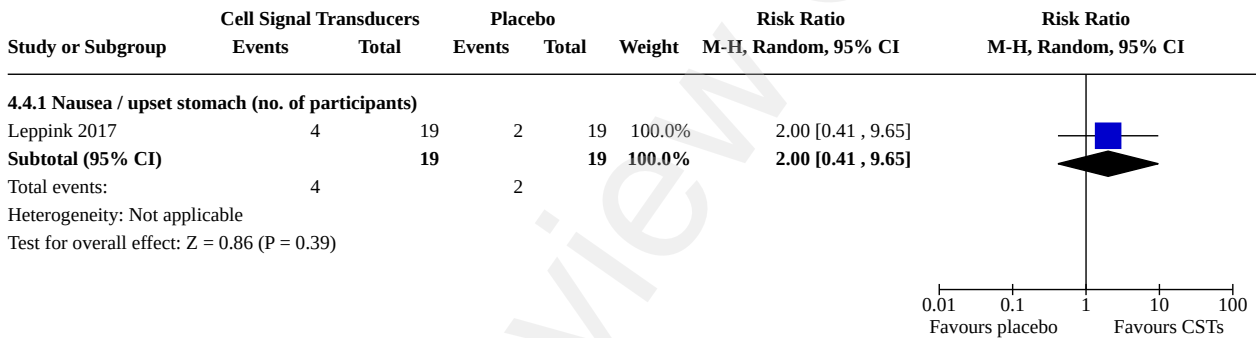 Cell Signal Transducers Placebo Risk Ratio Risk Ratio
Study or Subgroup Events Total Events Total Weight M-H, Random, 95% CI M-H, Random, 95% CI
4.4.1 Nausea / upset stomach (no. of participants)
Leppink 2017 4 19 2 19 100.0% 2.00 [0.41 , 9.65]
Subtotal (95% CI) 19 19 100.0% 2.00 [0.41 , 9.65]
Total events: 4 2
Heterogeneity: Not applicable
Test for overall effect: Z = 0.86 (P = 0.39)
0.01 0.1 1 10 100
Favours placebo Favours CSTs
view